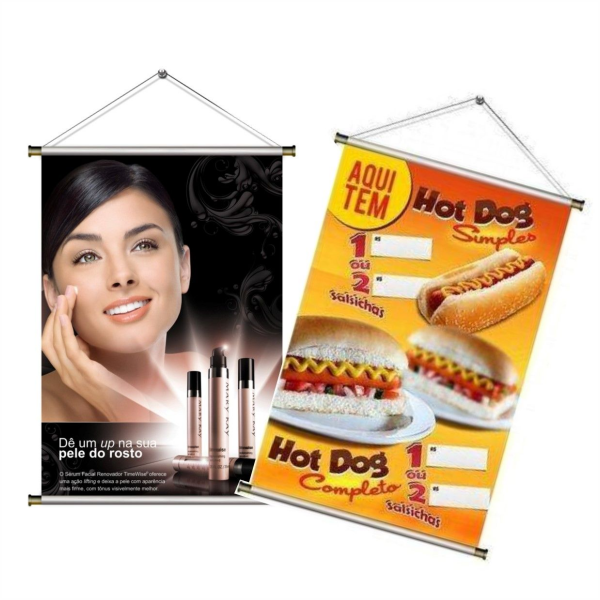 Dê um up na sua
pele do rosto
O Sérum Facial Renovador TimeWise® oferece
uma ação lifting e deixa a pele com aparência
mais firme, com tônus visivelmente melhor.
MARY KAY
AQUI
TEM
Hot Dog
Simples
1
R$
ou
2
R$
Salsichas
Hot Dog
Completo
1
R$
ou
2
R$
Salsichas